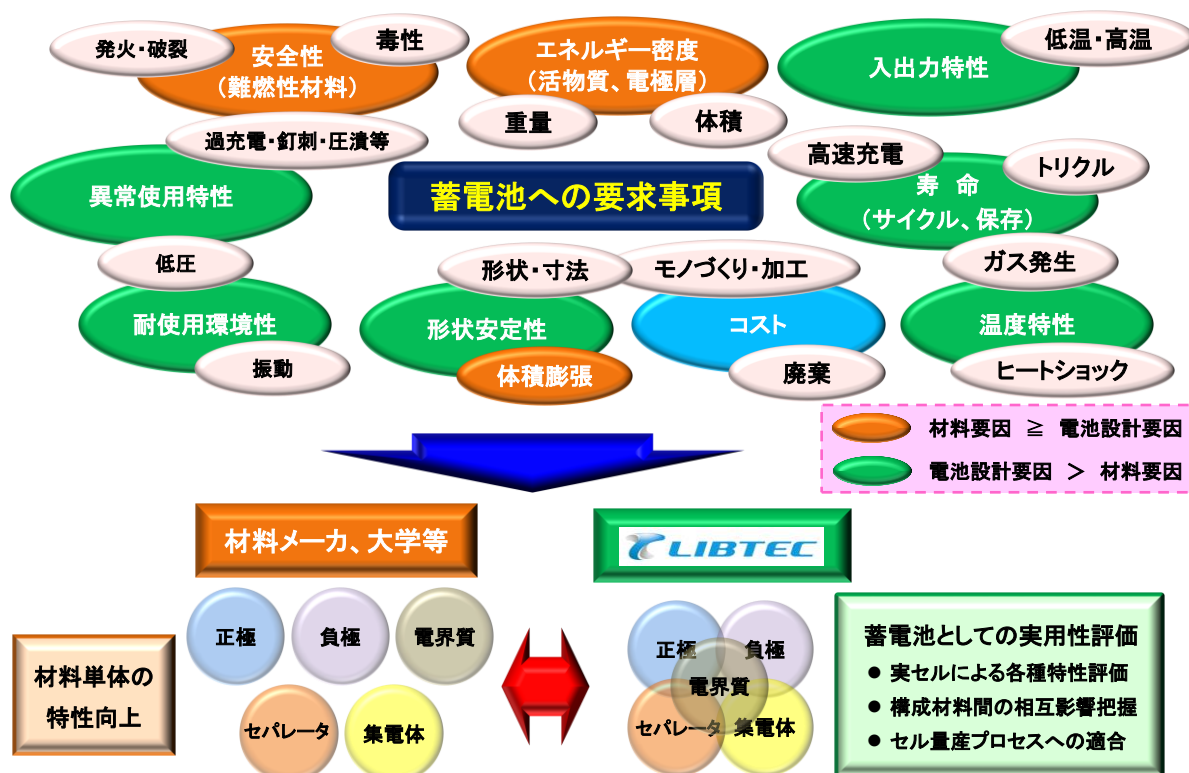 発火・破裂
毒性
安全性
（難燃性材料）
エネルギー密度
（活物質、電極層）
重量
体積
入出力特性
低温・高温
過充電・釘刺・圧潰等
異常使用特性
蓄電池への要求事項
高速充電
トリクル
寿 命
（サイクル、保存）
低圧
耐使用環境性
振動
形状・寸法
形状安定性
体積膨張
モノづくり・加工
コスト
廃棄
ガス発生
温度特性
ヒートショック
材料要因 ≧ 電池設計要因
電池設計要因 > 材料要因
材料メーカ、大学等
LIBTEC
材料単体の
特性向上
正極
負極
電界質
セパレータ
集電体
正極
負極
電界質
セパレータ
集電体
蓄電池としての実用性評価
● 実セルによる各種特性評価
● 構成材料間の相互影響把握
● セル量産プロセスへの適合